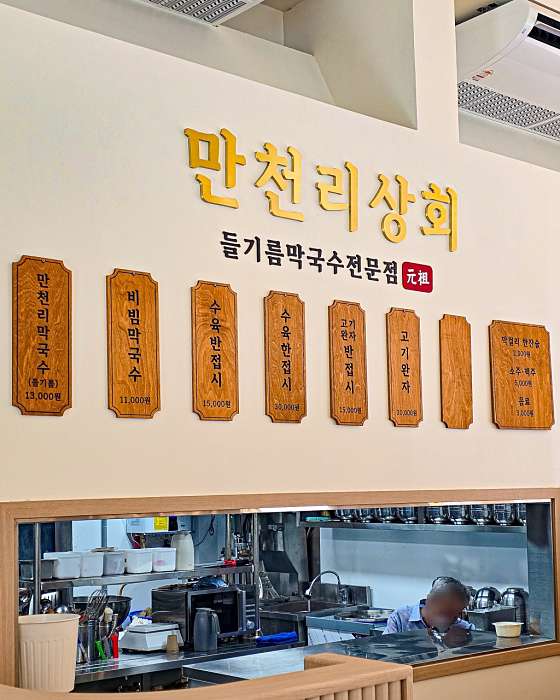 만천리상회
들기름막국수전문점 元祖
만천리막국수
(들기름)
13,000원
비빔막국수
11,000원
수육반접시
15,000원
수육한접시
30,000원
고기완자반접시
15,000원
고기완자
막걸리 한잔술
소주·맥주
5,000원
음료
3,000원